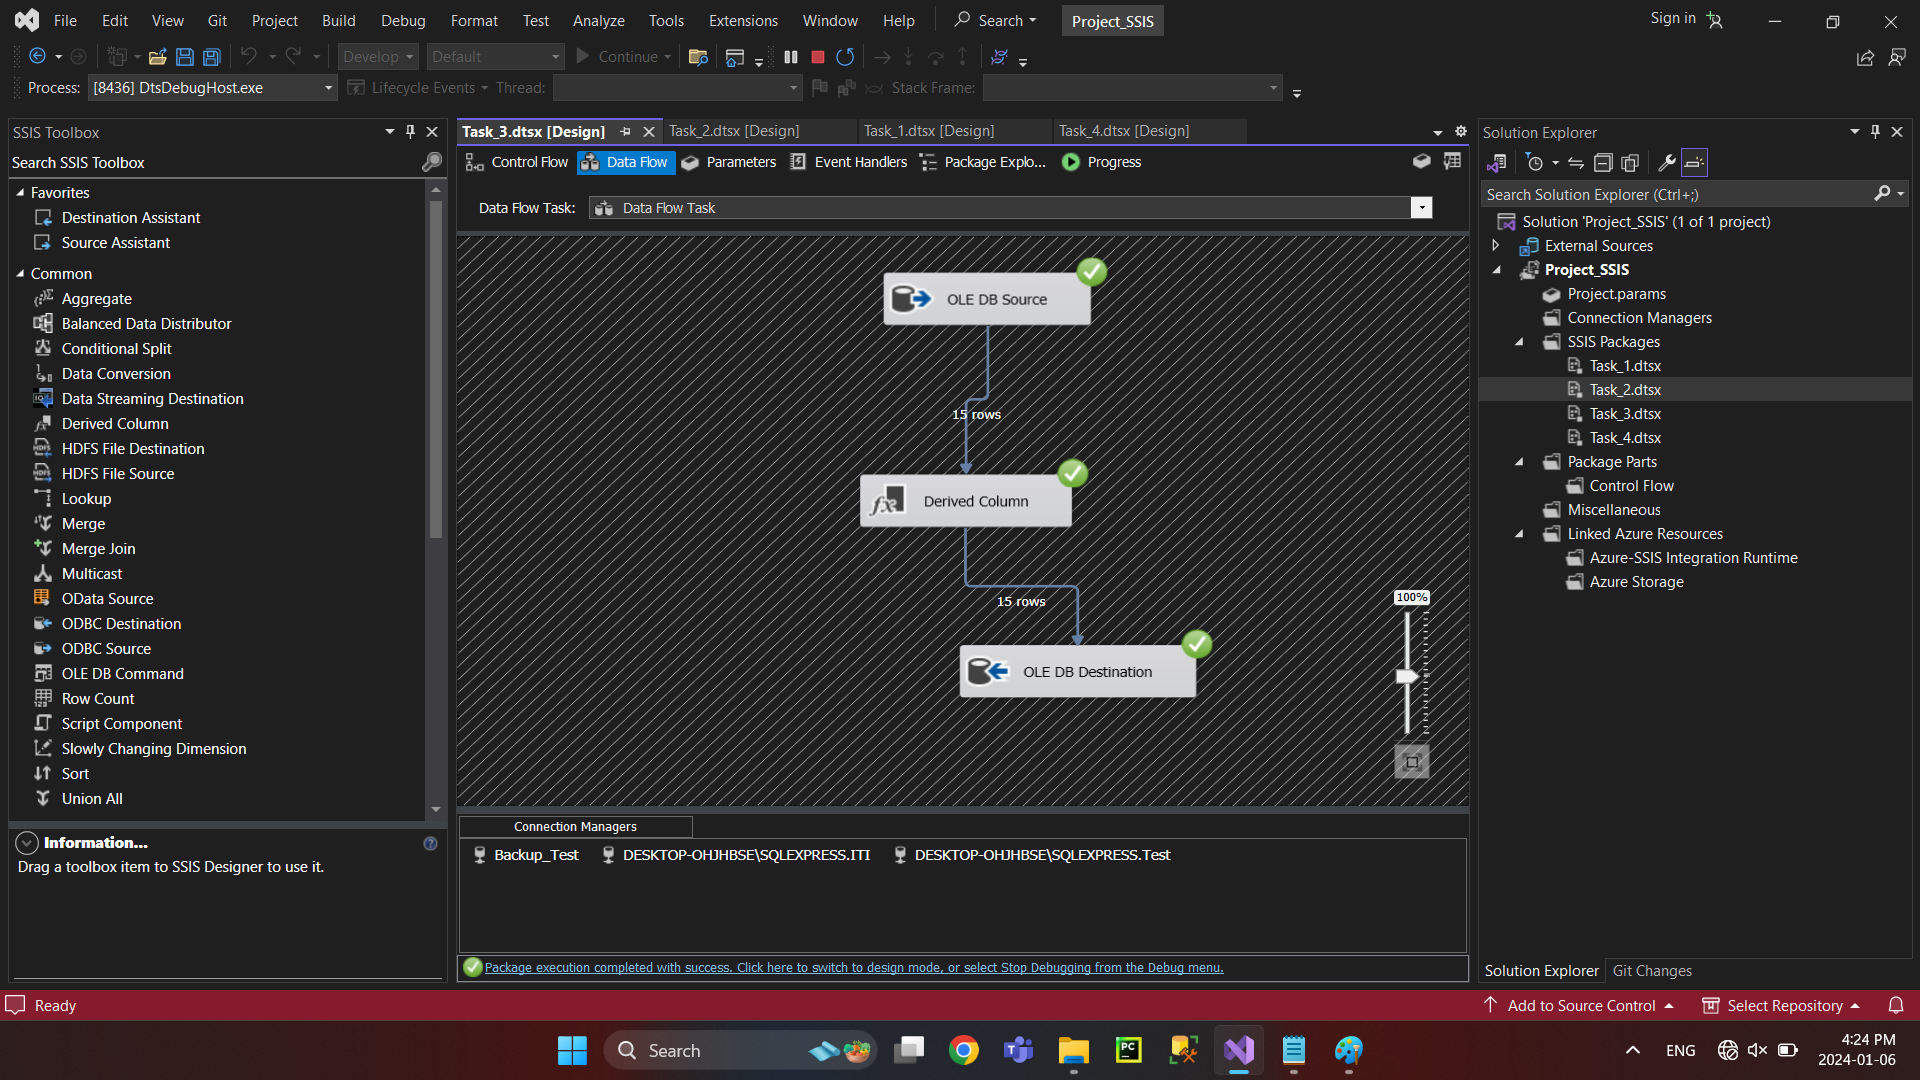 File Edit View Git Project Build Debug Format Test Analyze Tools Extensions Window Help Search Project_SSIS Sign in
Develop Default Continue
Process: [8436] DtsDebugHost.exe Lifecycle Events Thread: Stack Frame:
SSIS Toolbox
Search SSIS Toolbox
Favorites
Destination Assistant
Source Assistant
Common
Aggregate
Balanced Data Distributor
Conditional Split
Data Conversion
Data Streaming Destination
Derived Column
HDFS File Destination
HDFS File Source
Lookup
Merge
Merge Join
Multicast
OData Source
ODBC Destination
ODBC Source
OLE DB Command
Row Count
Script Component
Slowly Changing Dimension
Sort
Union All
Information...
Drag a toolbox item to SSIS Designer to use it.
Task_3.dtsx [Design] Task_2.dtsx [Design] Task_1.dtsx [Design] Task_4.dtsx [Design]
Control Flow Data Flow Parameters Event Handlers Package Explo... Progress
Data Flow Task: Data Flow Task
OLE DB Source
15 rows
Derived Column
15 rows
OLE DB Destination
100%
Connection Managers
Backup_Test DESKTOP-OHJHBSE\SQLEXPRESS.ITI DESKTOP-OHJHBSE\SQLEXPRESS.Test
Package execution completed with success. Click here to switch to design mode, or select Stop Debugging from the Debug menu.
Solution Explorer
Search Solution Explorer (Ctrl+;)
Solution 'Project_SSIS' (1 of 1 project)
External Sources
Project_SSIS
Project.params
Connection Managers
SSIS Packages
Task_1.dtsx
Task_2.dtsx
Task_3.dtsx
Task_4.dtsx
Package Parts
Control Flow
Miscellaneous
Linked Azure Resources
Azure-SSIS Integration Runtime
Azure Storage
Solution Explorer Git Changes
Ready Add to Source Control Select Repository
Search
PC
ENG
4:24 PM
2024-01-06